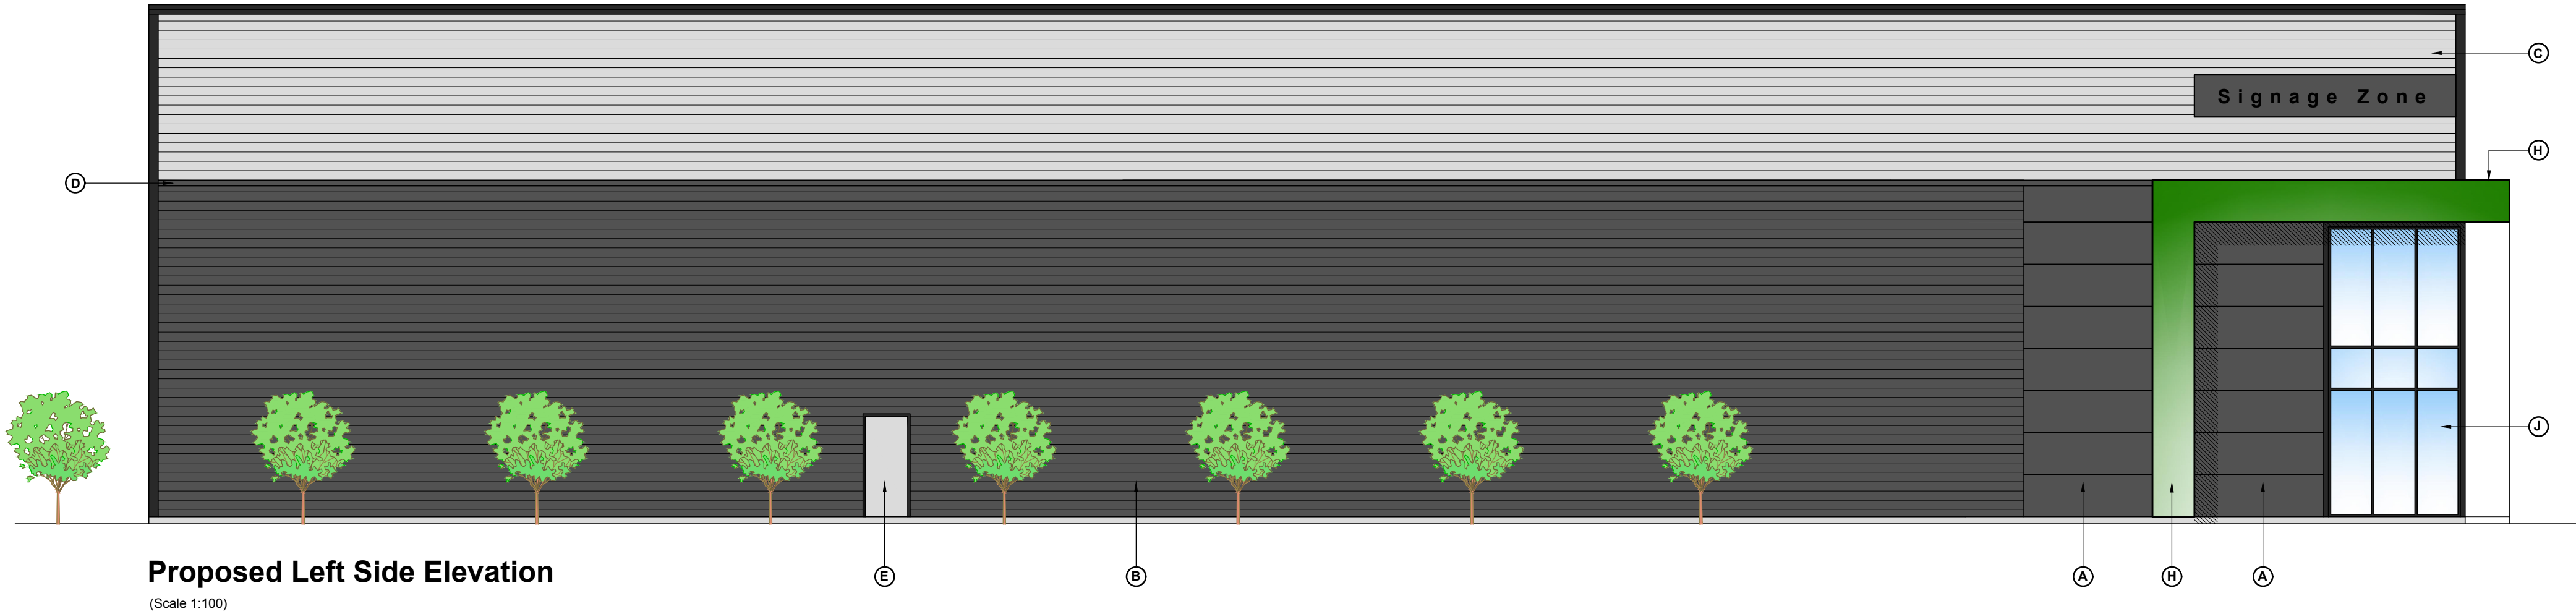 C
Signage Zone
H
D
J
E
B
A
H
A
Proposed Left Side Elevation
(Scale 1:100)